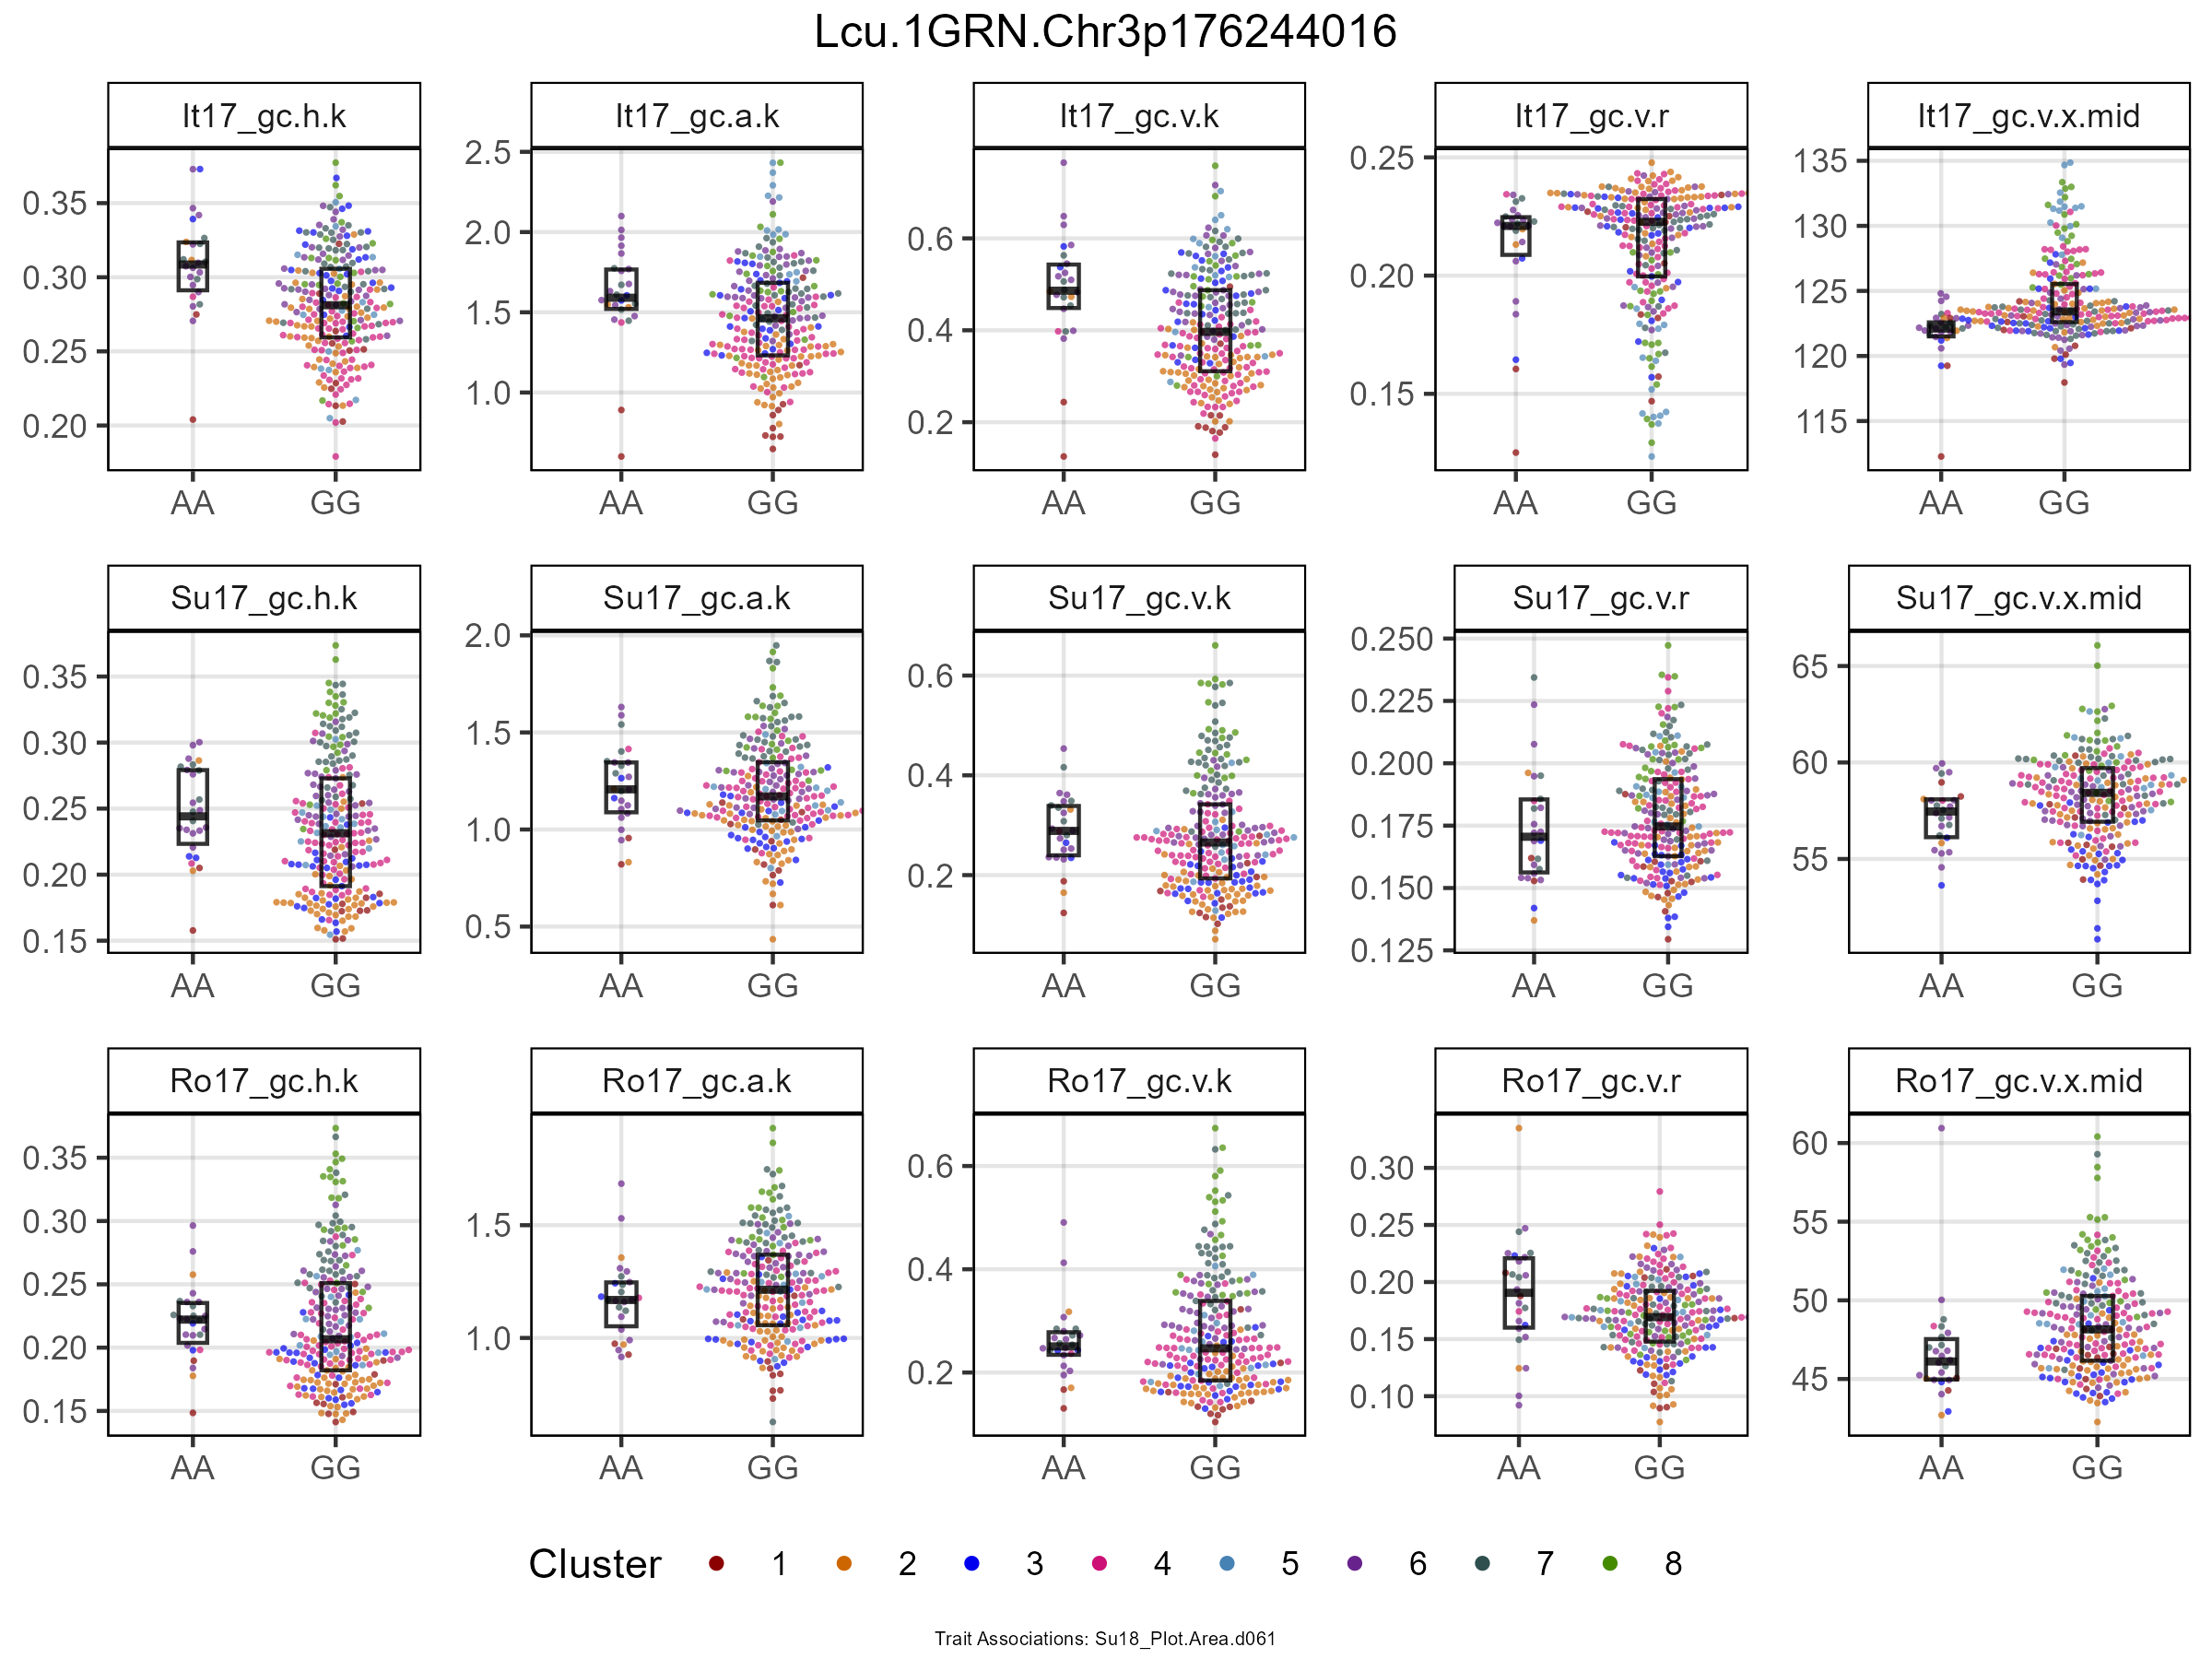 Lcu.1GRN.Chr3p176244016
It17_gc.h.k
It17_gc.a.k
It17_gc.v.k
It17_gc.v.r
It17_gc.v.x.mid
0.35
0.30
0.25
0.20
AA GG
2.5
2.0
1.5
1.0
AA GG
0.6
0.4
0.2
AA GG
0.25
0.20
0.15
AA GG
135
130
125
120
115
AA GG
Su17_gc.h.k
Su17_gc.a.k
Su17_gc.v.k
Su17_gc.v.r
Su17_gc.v.x.mid
0.35
0.30
0.25
0.20
0.15
AA GG
2.0
1.5
1.0
0.5
AA GG
0.6
0.4
0.2
AA GG
0.250
0.225
0.200
0.175
0.150
0.125
AA GG
65
60
55
AA GG
Ro17_gc.h.k
Ro17_gc.a.k
Ro17_gc.v.k
Ro17_gc.v.r
Ro17_gc.v.x.mid
0.35
0.30
0.25
0.20
0.15
AA GG
1.5
1.0
AA GG
0.6
0.4
0.2
AA GG
0.30
0.25
0.20
0.15
0.10
AA GG
60
55
50
45
AA GG
Cluster 1 2 3 4 5 6 7 8
Trait Associations: Su18_Plot.Area.d061